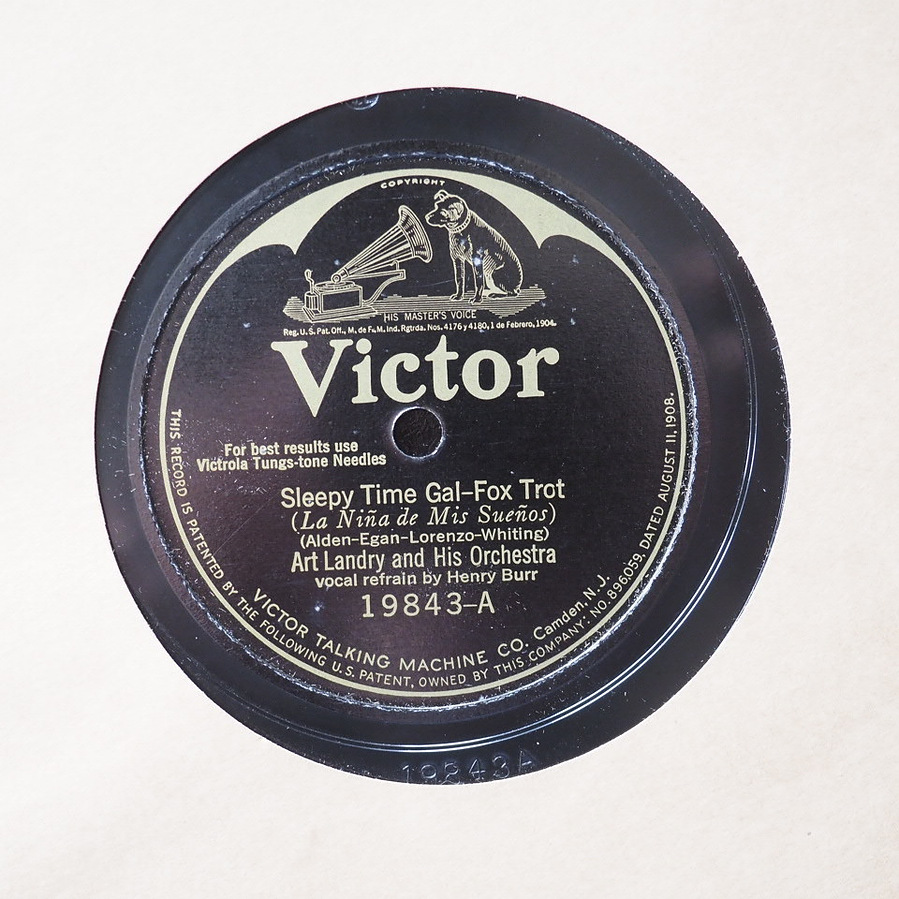 COPYRIGHT
HIS MASTER'S VOICE
Reg. U. S. Pat. Off., M. de F., M. Ind. Rgtrda. Nos. 4176 y 4180, 1 de Febrero, 1904.
Victor
For best results use
Victrola Tungs-tone Needles
Sleepy Time Gal-Fox Trot
(La Niña de Mis Sueños)
(Alden-Egan-Lorenzo-Whiting)
Art Landry and His Orchestra
vocal refrain by Henry Burr
19843-A
VICTOR TALKING MACHINE CO. Camden, N. J.
THIS RECORD IS PATENTED BY THE FOLLOWING U.S. PATENT, OWNED BY THIS COMPANY: NO. 896059, DATED AUGUST 11, 1908.
19843A